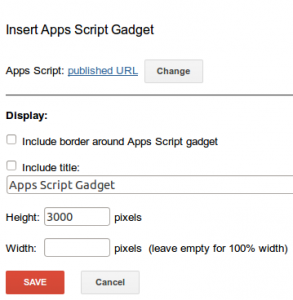 Insert Apps Script Gadget
Apps Script: published URL Change
Display:
Include border around Apps Script gadget
Include title:
Apps Script Gadget
Height: 3000 pixels
Width: pixels (leave empty for 100% width)
SAVE Cancel